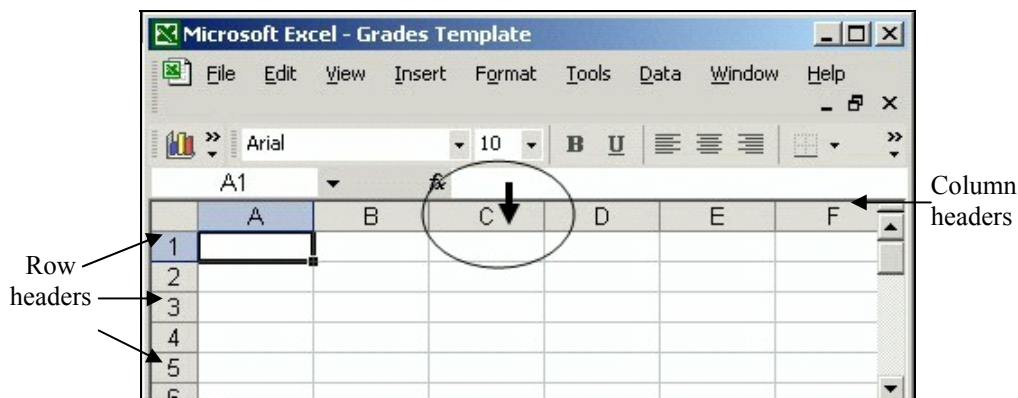 Microsoft Excel - Grades Template
File Edit View Insert Format Tools Data Window Help
Arial 10 B U
A1 fx
Column
headers
A B C D E F
1
2
3
4
5
6
Row
headers